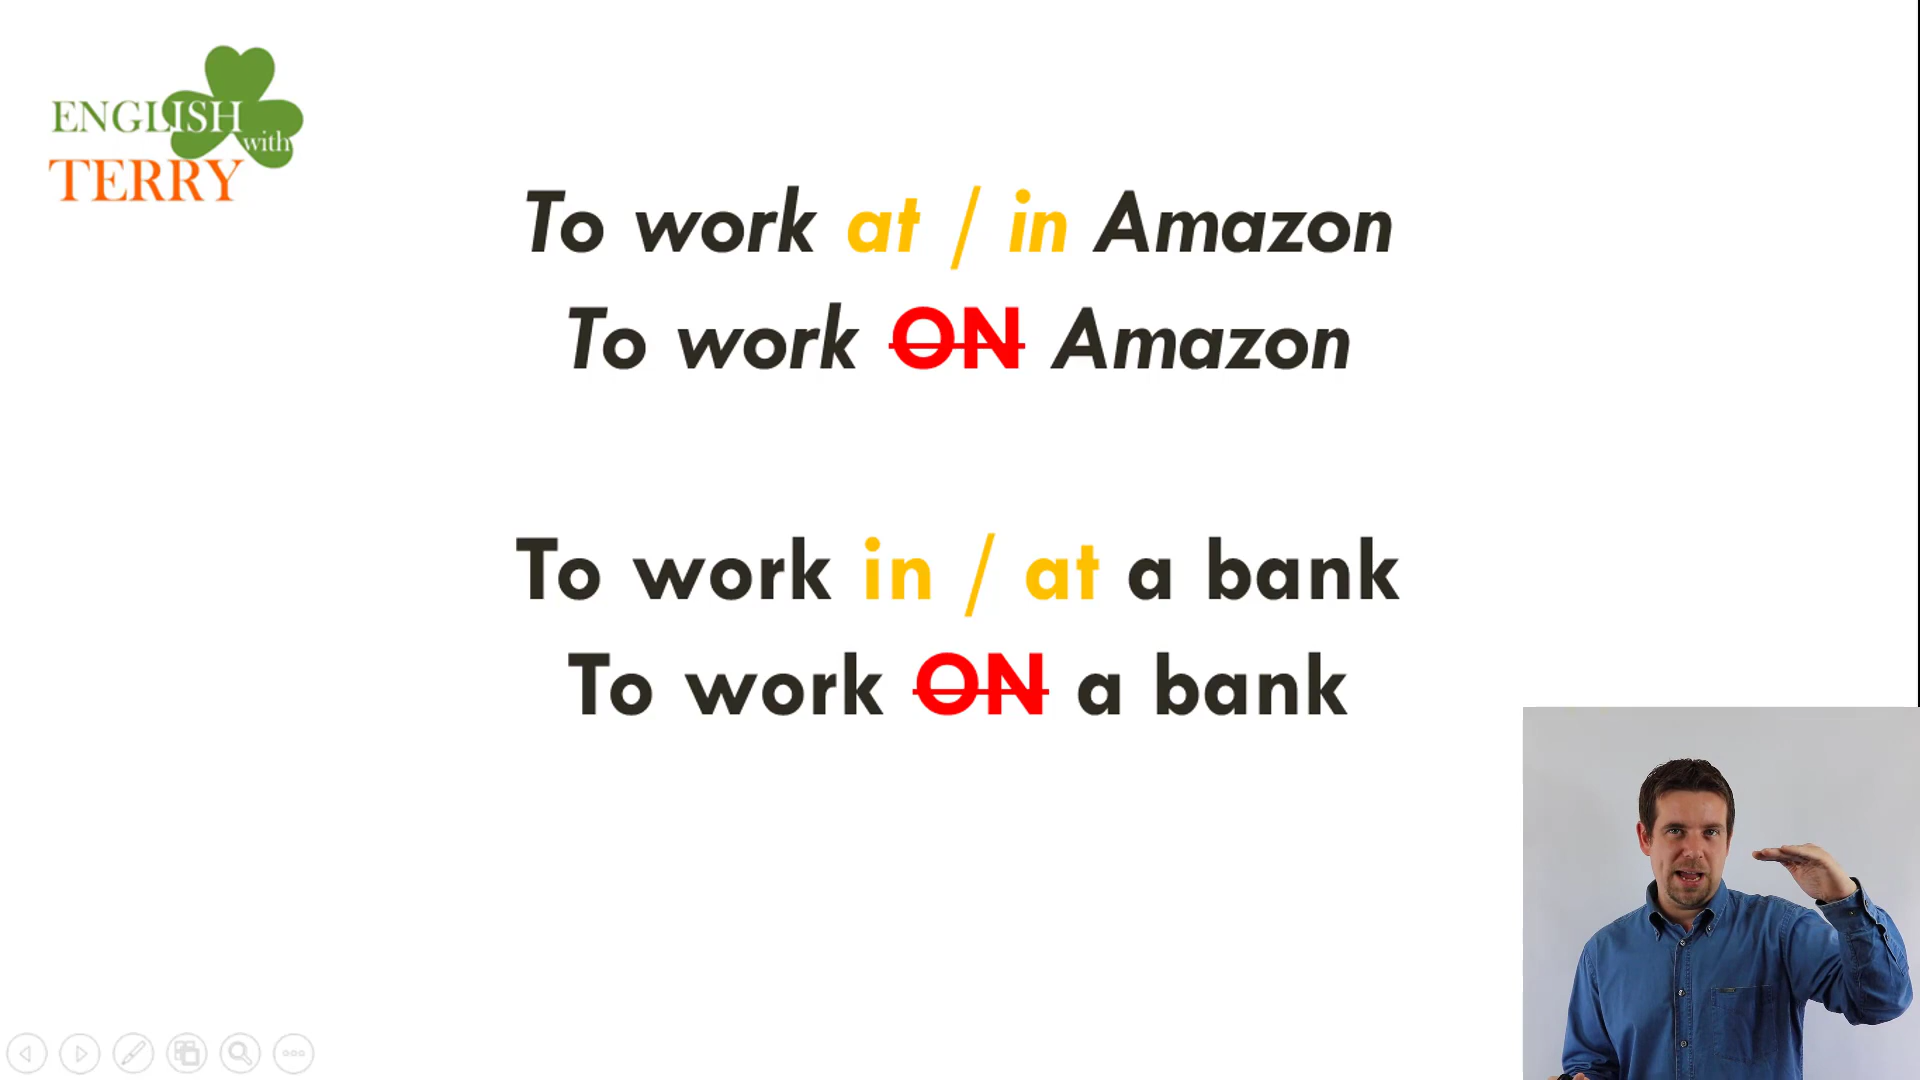 ENGLISH
with
TERRY
To work at / in Amazon
To work ON Amazon
To work in / at a bank
To work ON a bank